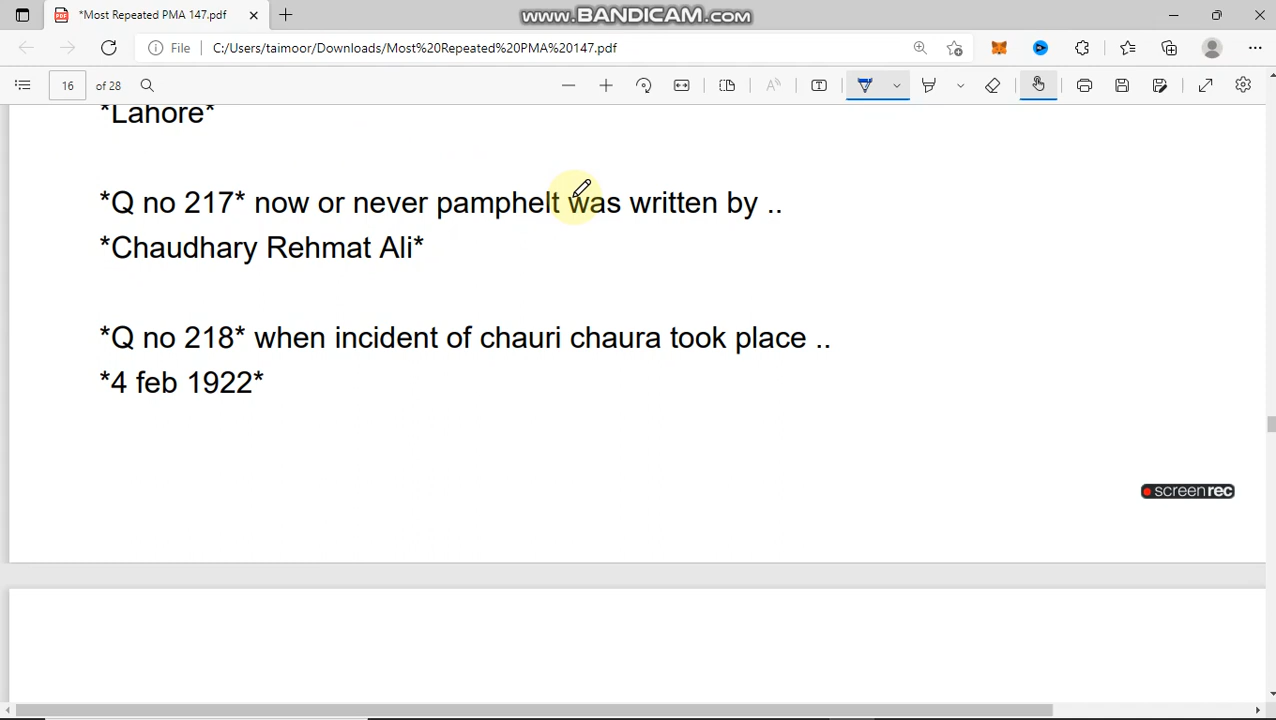 www.BANDICAM.com
*Most Repeated PMA 147.pdf
File
C:/Users/taimoor/Downloads/Most%20Repeated%20PMA%20147.pdf
16 of 28
*Lahore*
*Q no 217* now or never pamphelt was written by ..
*Chaudhary Rehmat Ali*
*Q no 218* when incident of chauri chaura took place ..
*4 feb 1922*
screenrec